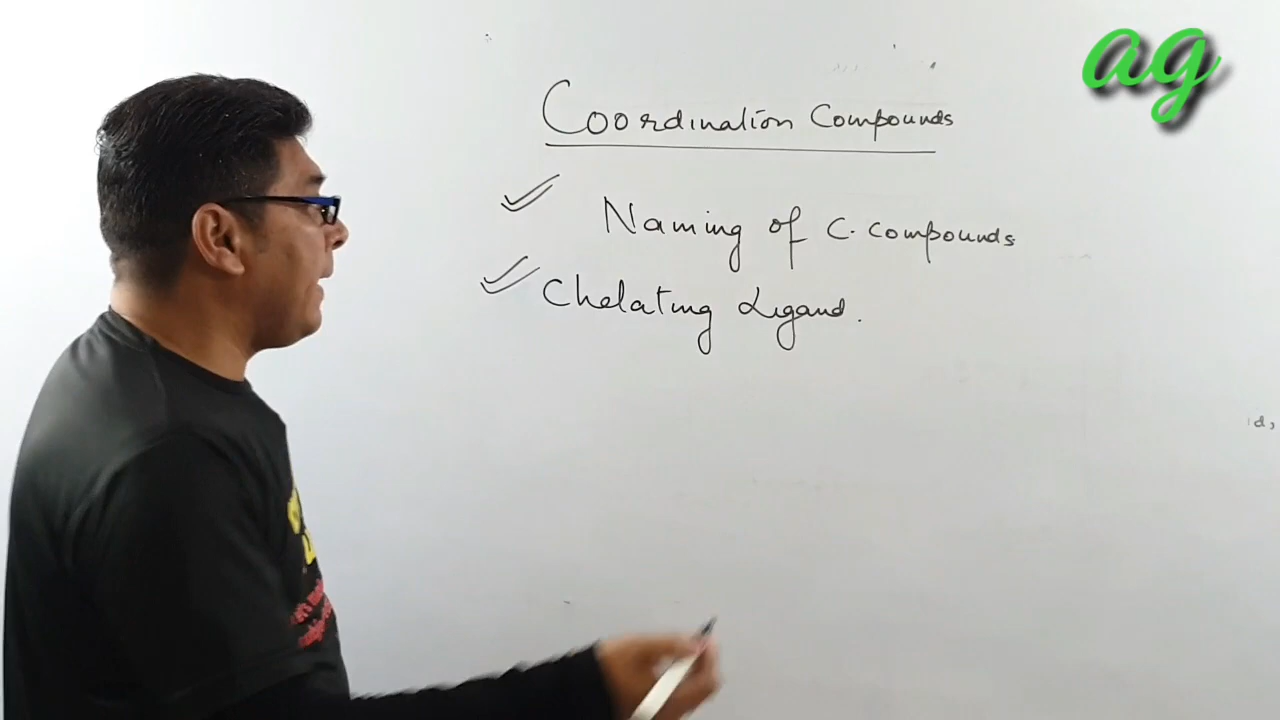 ag
Coordination Compounds
Naming of C. Compounds
Chelating Ligand.
d,